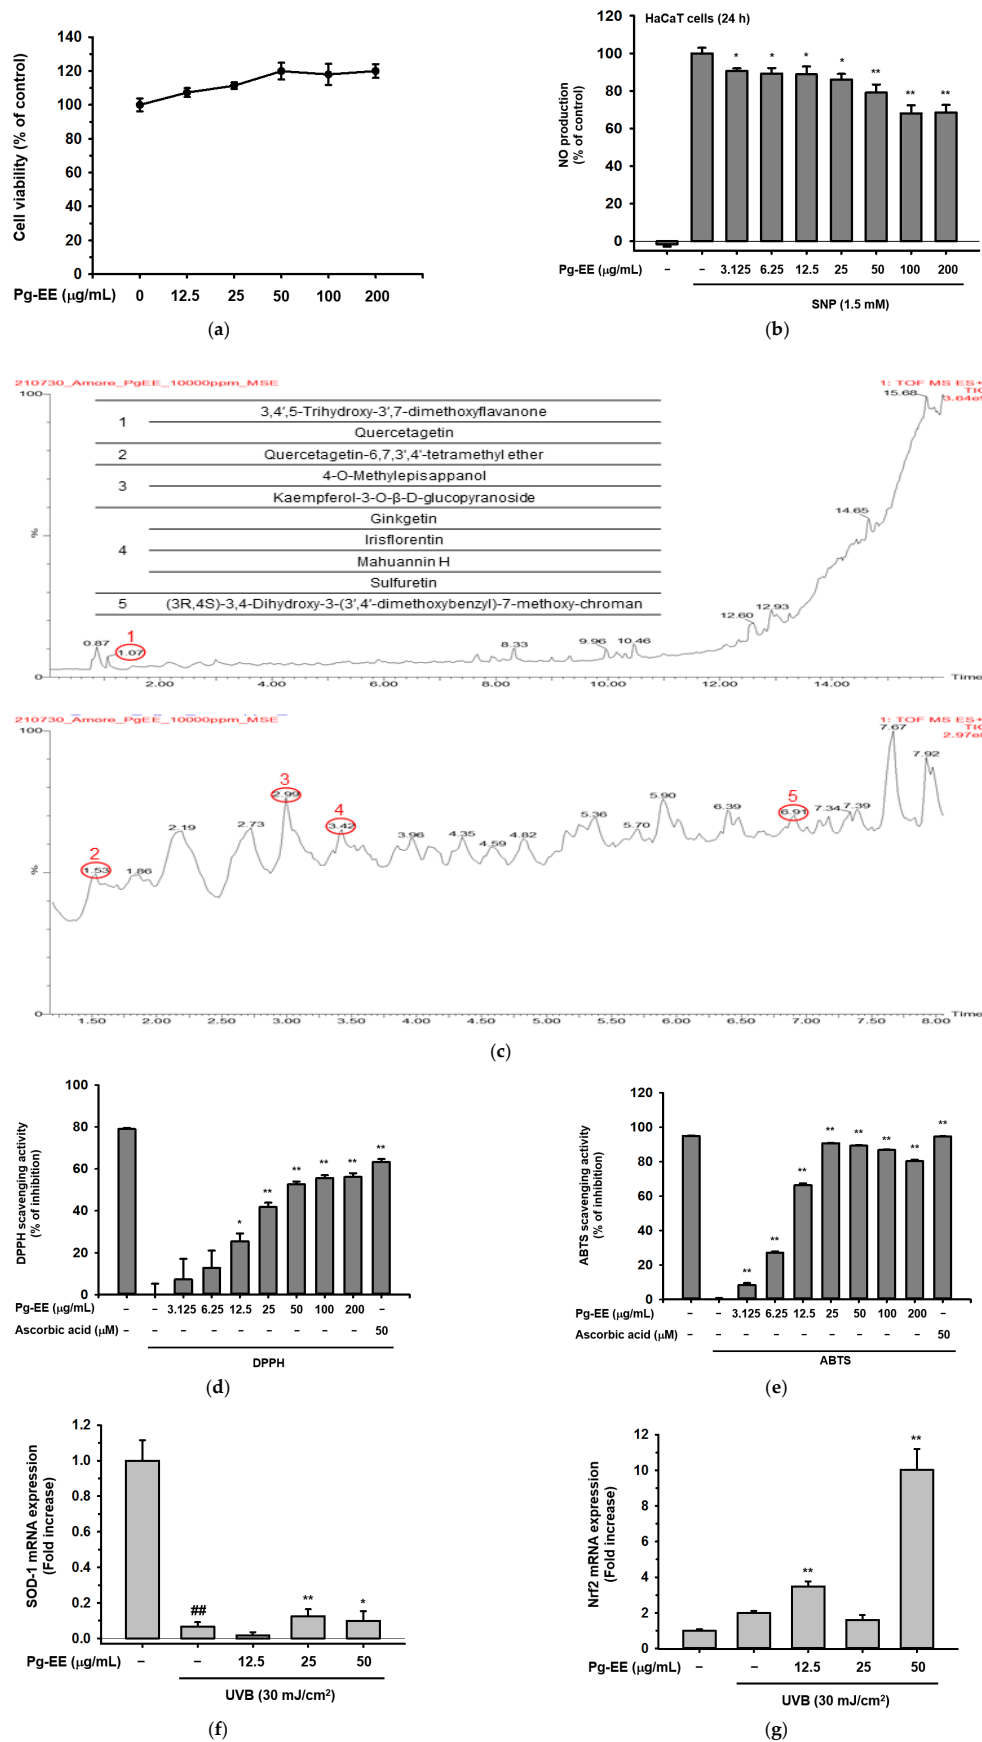 140
120
100
80
60
40
20
0
Cell viability (% of control)
Pg-EE (μg/mL) 0 12.5 25 50 100 200
(a)
HaCaT cells (24 h)
120
100
80
60
40
20
0
NO production
(% of control)
* * * * ** ** **
Pg-EE (μg/mL) – – 3.125 6.25 12.5 25 50 100 200
SNP (1.5 mM)
(b)
210730_Amore_PgEE_10000ppm_MSE
1: TOF MS ES+
TIC
100
%
0
1 3,4′,5-Trihydroxy-3′,7-dimethoxyflavanone
Quercetagetin
2 Quercetagetin-6,7,3′,4′-tetramethyl ether
3 4-O-Methylepisappanol
Kaempferol-3-O-β-D-glucopyranoside
4 Ginkgetin
Irisflorentin
Mahuannin H
Sulfuretin
5 (3R,4S)-3,4-Dihydroxy-3-(3′,4′-dimethoxybenzyl)-7-methoxy-chroman
0.87 1 1.07 8.33 9.96 10.46 12.60 12.93 14.65 15.68
2.00 4.00 6.00 8.00 10.00 12.00 14.00 Time
210730_Amore_PgEE_10000ppm_MSE
1: TOF MS ES+
100
%
0
2 1.53 1.86 2.19 2.73 3 2.99 4 3.42 3.96 4.35 4.59 4.82 5.36 5.70 5.90 6.39 5 6.91 7.34 7.39 7.67 7.92
1.50 2.00 2.50 3.00 3.50 4.00 4.50 5.00 5.50 6.00 6.50 7.00 7.50 8.00 Time
(c)
100
80
60
40
20
0
DPPH scavenging activity
(% of inhibition)
* ** ** ** ** **
Pg-EE (μg/mL) – – 3.125 6.25 12.5 25 50 100 200 –
Ascorbic acid (μM) – – – – – – – – – 50
DPPH
(d)
120
100
80
60
40
20
0
ABTS scavenging activity
(% of inhibition)
** ** ** ** ** ** ** **
Pg-EE (μg/mL) – – 3.125 6.25 12.5 25 50 100 200 –
Ascorbic acid (μM) – – – – – – – – – 50
ABTS
(e)
1.2
1.0
0.8
0.6
0.4
0.2
0.0
SOD-1 mRNA expression
(Fold increase)
## ** *
Pg-EE (μg/mL) – – 12.5 25 50
UVB (30 mJ/cm²)
(f)
12
10
8
6
4
2
0
Nrf2 mRNA expression
(Fold increase)
** **
Pg-EE (μg/mL) – – 12.5 25 50
UVB (30 mJ/cm²)
(g)